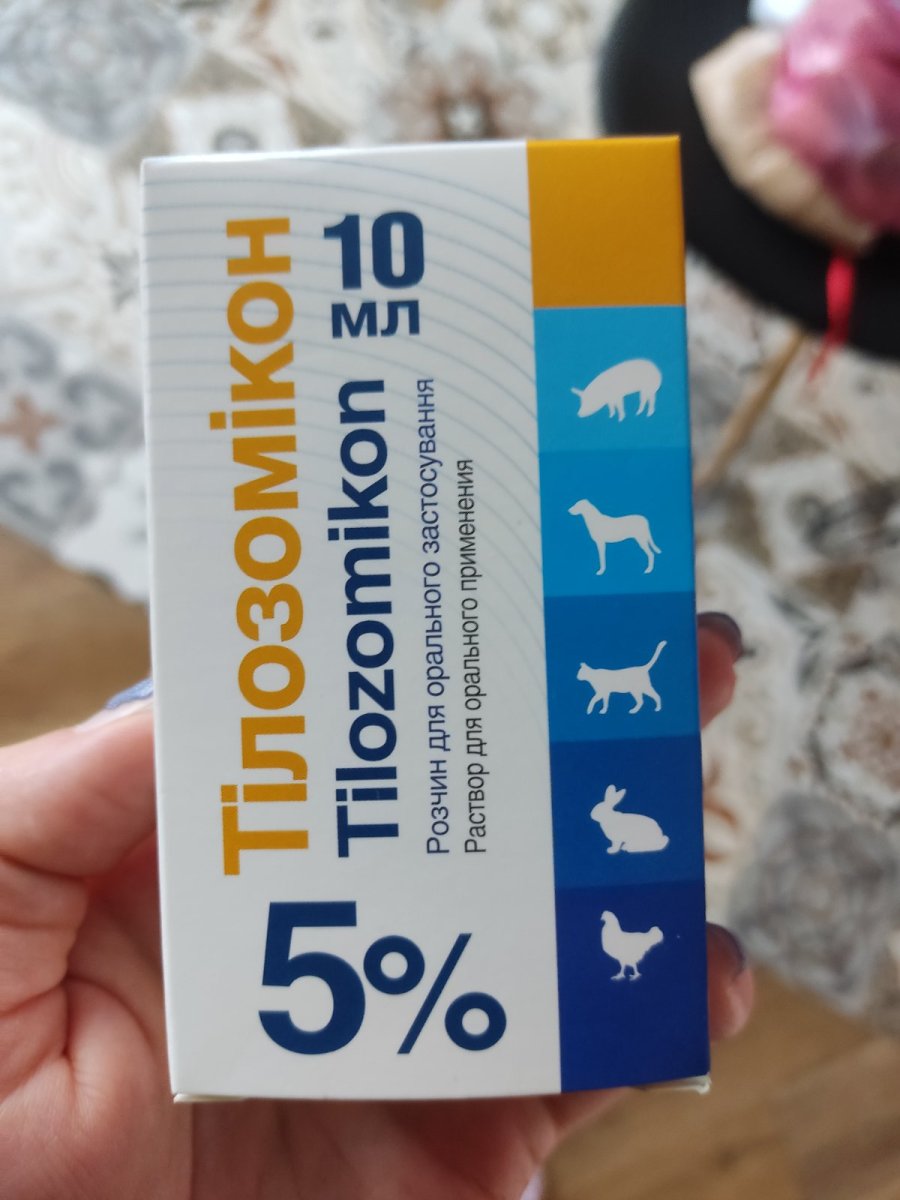 5%
Тілозомікон
Tilozomikon
10
мл
Розчин для орального застосування
Раствор для орального применения